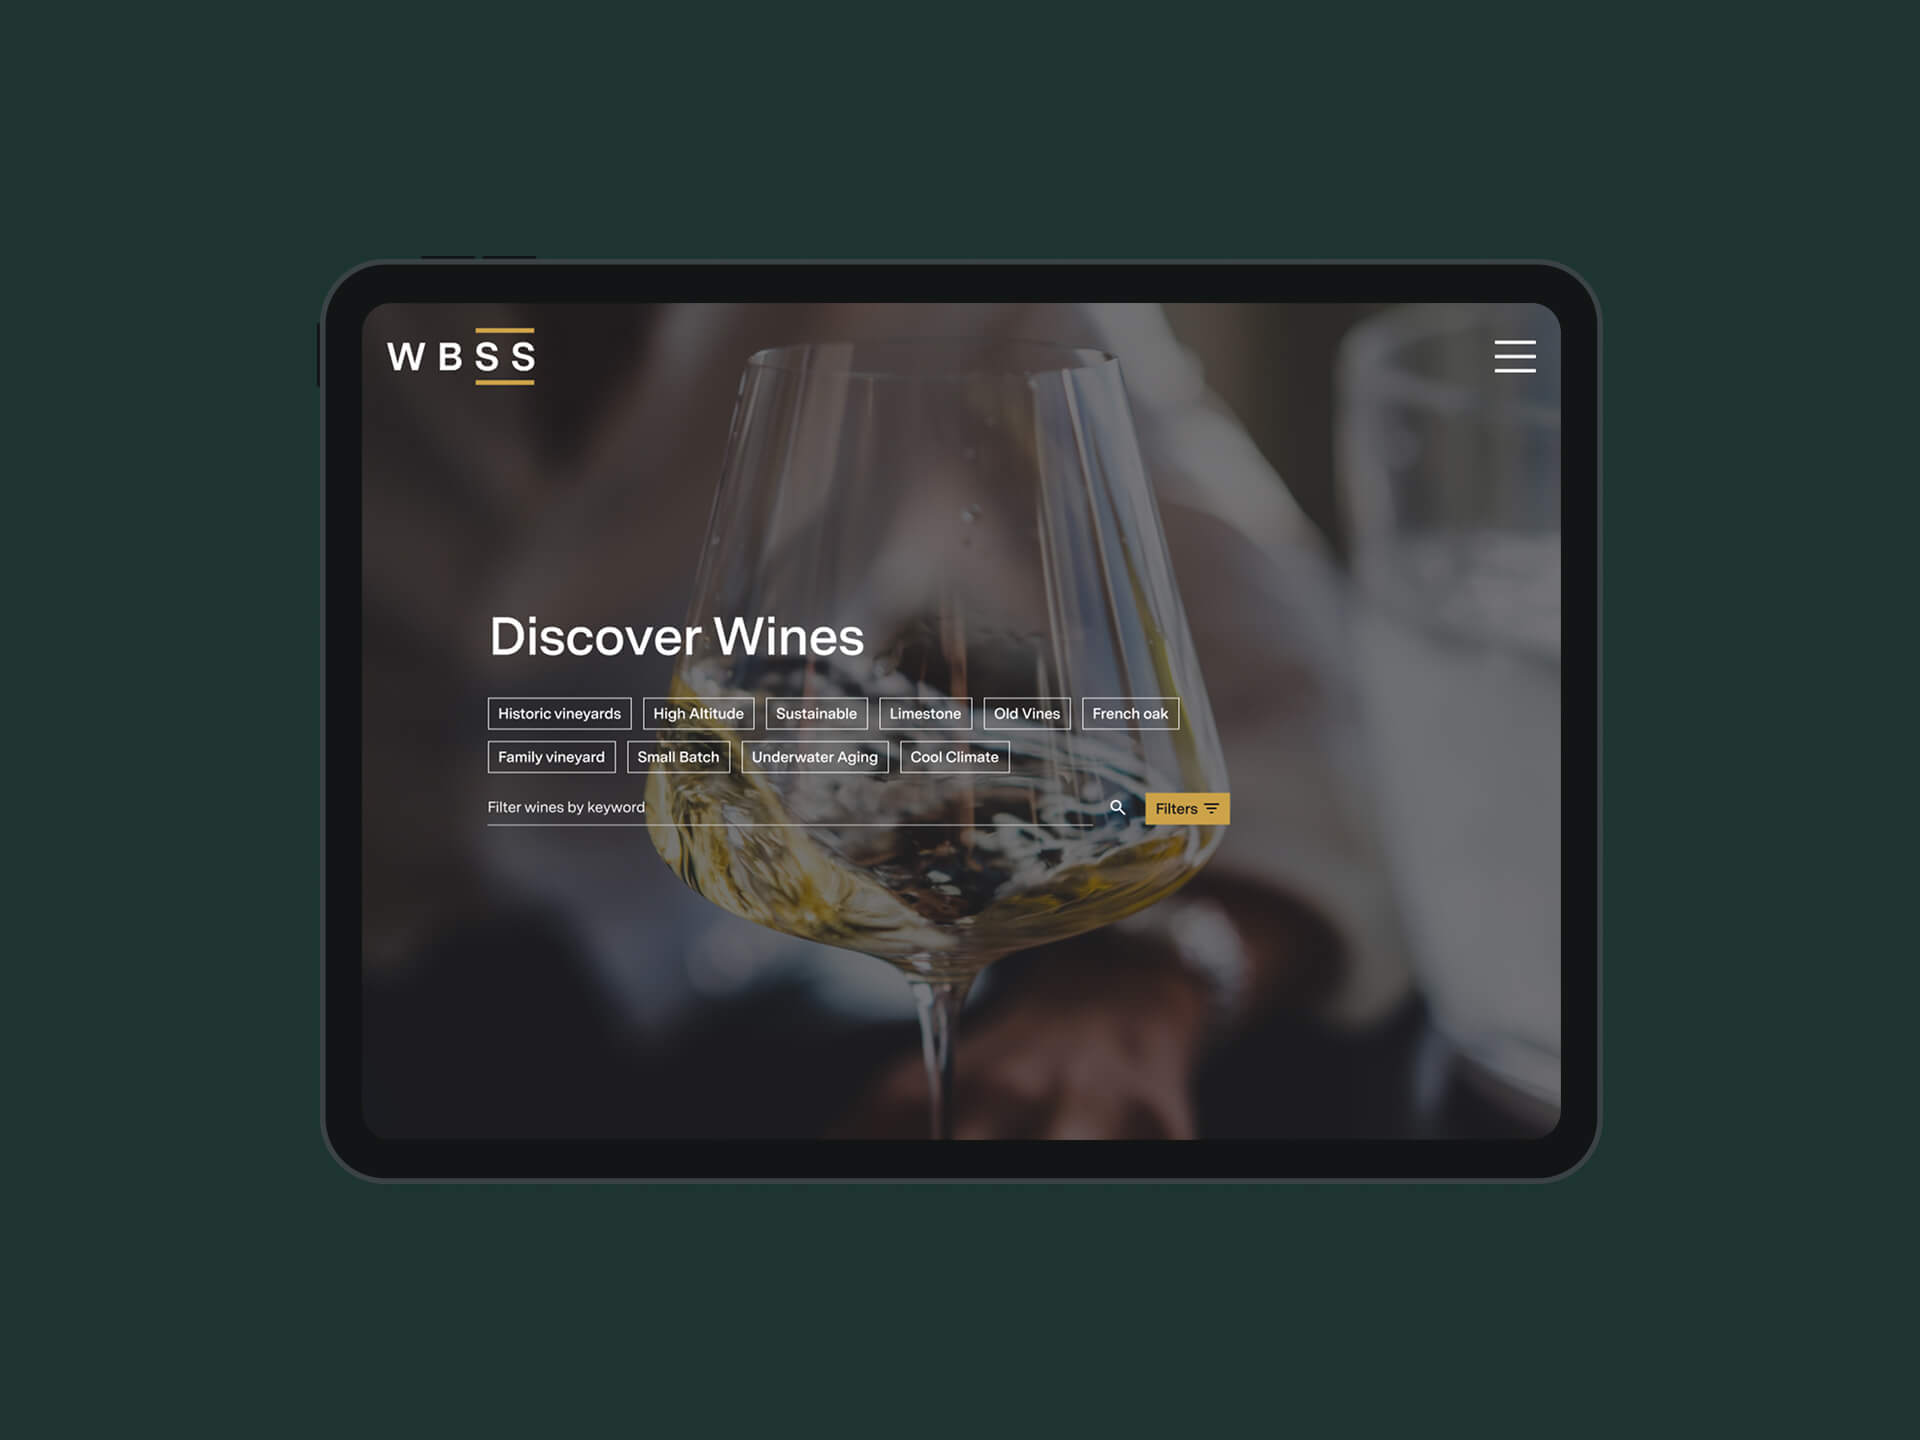 WBSS
Discover Wines
Historic vineyards
High Altitude
Sustainable
Limestone
Old Vines
French oak
Family vineyard
Small Batch
Underwater Aging
Cool Climate
Filter wines by keyword
Filters